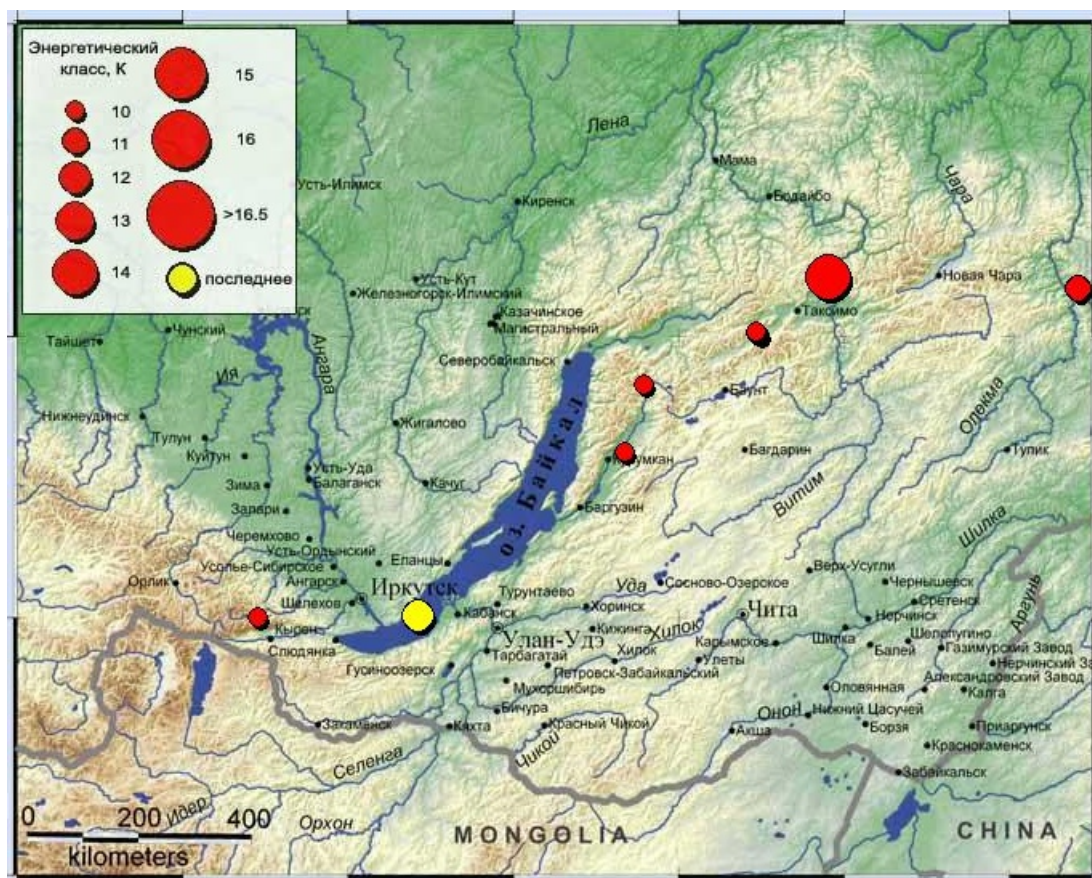 Энергетический
класс, К
10
11
12
13
14
15
16
>16.5
последнее
Лена
Мама
Бодайбо
Чара
Усть-Илимск
Киренск
Усть-Кут
Железногорск-Илимский
Новая Чара
Казачинское
Магистральный
Таксимо
Чунский
Тайшет
Ангара
Северобайкальск
Ия
Баунт
Нижнеудинск
Жигалово
Олекма
Тулун
Куйтун
Багдарин
Тупик
оз. Байкал
Усть-Уда
Балаганск
Зима
Качуг
Витим
Залари
Баргузин
Шилка
Черемхово
Усть-Ордынский
Еланцы
Усолье-Сибирское
Верх-Усугли
Орлик
Ангарск
Иркутск
Уда
Сосново-Озерское
Чернышевск
Аргунь
Турунтаево
Шелехов
Хоринск
Сретенск
Кабанск
Чита
Нерчинск
Кырен
Улан-Удэ
Кижинга
Хилок
Шилка
Карымское
Шелопугино
Слюдянка
Тарбагатай
Хилок
Балей
Газимурский Завод
Гусиноозерск
Петровск-Забайкальский
Улеты
Нерчинский За
Мухоршибирь
Александровский Завод
Оловянная
Калга
Бичура
Онон
Нижний Цасучей
Закаменск
Кяхта
Красный Чикой
Борзя
Приаргунск
Чикой
Акша
Селенга
Краснокаменск
Забайкальск
Идер
Орхон
0 200 400
kilometers
MONGOLIA
CHINA